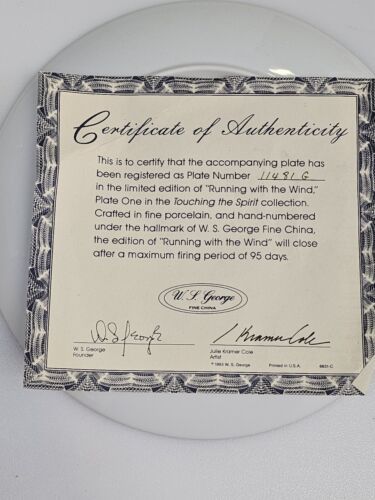 Certificate of Authenticity
This is to certify that the accompanying plate has
been registered as Plate Number 11481 G
in the limited edition of "Running with the Wind,"
Plate One in the Touching the Spirit collection.
Crafted in fine porcelain, and hand-numbered
under the hallmark of W. S. George Fine China,
the edition of "Running with the Wind" will close
after a maximum firing period of 95 days.
W. S. George
FINE CHINA
W. S. George
J Kramer Cole
W. S. George
Founder
Julie Kramer Cole
Artist
©1993 W. S. George
Printed in U.S.A.
6631-C